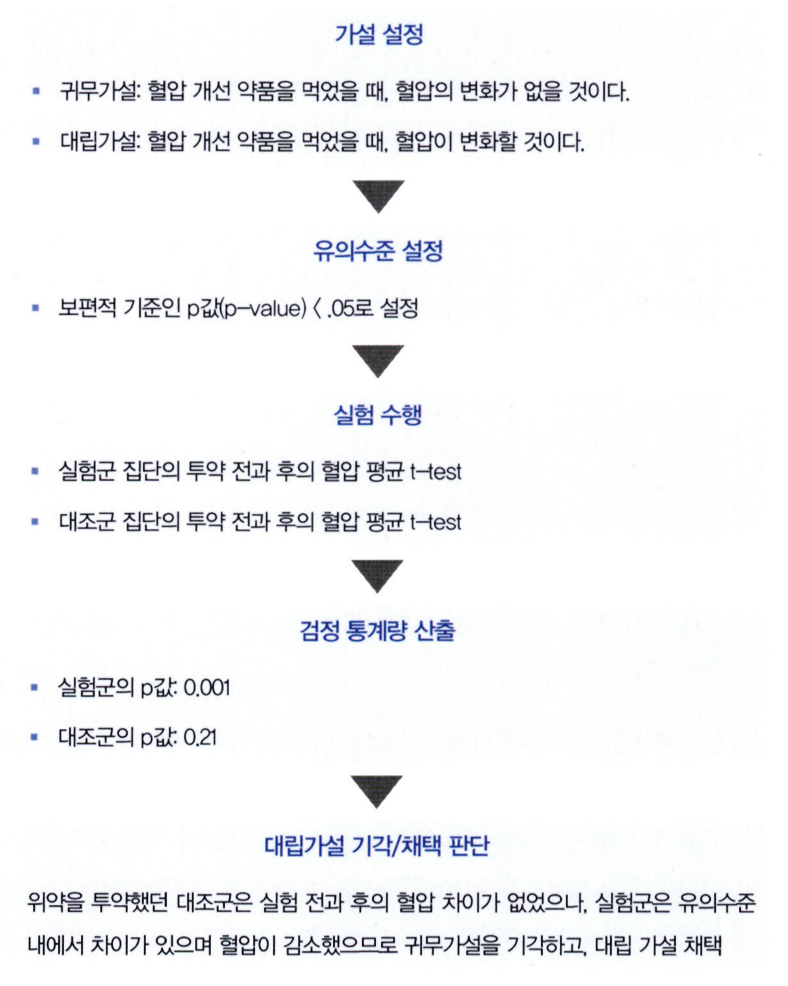 가설 설정
▪ 귀무가설: 혈압 개선 약품을 먹었을 때, 혈압의 변화가 없을 것이다.
▪ 대립가설: 혈압 개선 약품을 먹었을 때, 혈압이 변화할 것이다.
유의수준 설정
▪ 보편적 기준인 p값(p-value) < .05로 설정
실험 수행
▪ 실험군 집단의 투약 전과 후의 혈압 평균 t-test
▪ 대조군 집단의 투약 전과 후의 혈압 평균 t-test
검정 통계량 산출
▪ 실험군의 p값: 0.001
▪ 대조군의 p값: 0.21
대립가설 기각/채택 판단
위약을 투약했던 대조군은 실험 전과 후의 혈압 차이가 없었으나, 실험군은 유의수준
내에서 차이가 있으며 혈압이 감소했으므로 귀무가설을 기각하고, 대립 가설 채택